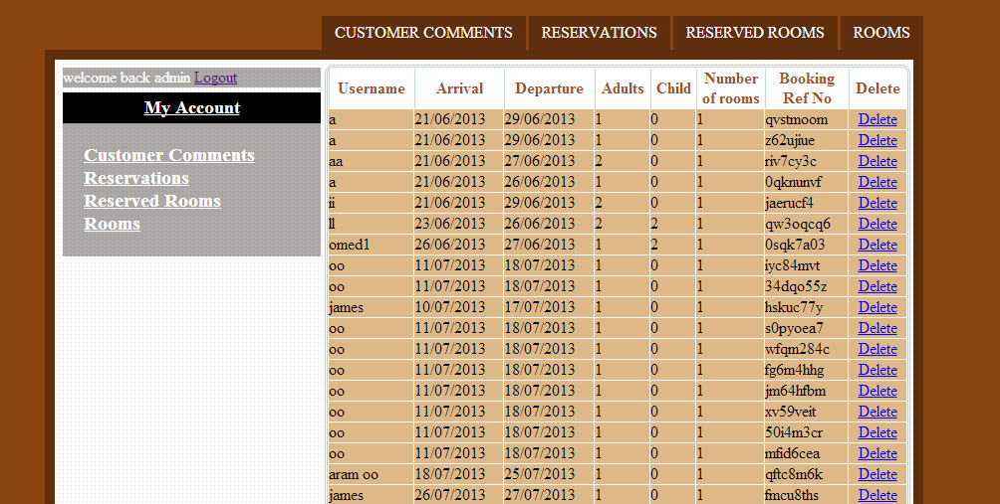 CUSTOMER COMMENTS RESERVATIONS RESERVED ROOMS ROOMS
welcome back admin Logout
My Account
Customer Comments
Reservations
Reserved Rooms
Rooms
Username Arrival Departure Adults Child Number of rooms Booking Ref No Delete
a 21/06/2013 29/06/2013 1 0 1 qvstmoom Delete
a 21/06/2013 29/06/2013 1 0 1 z62ujiue Delete
aa 21/06/2013 27/06/2013 2 0 1 riv7cy3c Delete
a 21/06/2013 26/06/2013 1 0 1 0qknunvf Delete
ii 21/06/2013 29/06/2013 2 0 1 jaerucf4 Delete
ll 23/06/2013 26/06/2013 2 2 1 qw3oqcq6 Delete
omed1 26/06/2013 27/06/2013 1 2 1 0sqk7a03 Delete
oo 11/07/2013 18/07/2013 1 0 1 iyc84mvt Delete
oo 11/07/2013 18/07/2013 1 0 1 34dqo55z Delete
james 10/07/2013 17/07/2013 1 0 1 hskuc77y Delete
oo 11/07/2013 18/07/2013 1 0 1 s0pyoea7 Delete
oo 11/07/2013 18/07/2013 1 0 1 wfqm284c Delete
oo 11/07/2013 18/07/2013 1 0 1 fg6m4hhg Delete
oo 11/07/2013 18/07/2013 1 0 1 jm64hfbm Delete
oo 11/07/2013 18/07/2013 1 0 1 xv59veit Delete
oo 11/07/2013 18/07/2013 1 0 1 50i4m3cr Delete
oo 11/07/2013 18/07/2013 1 0 1 mfid6cea Delete
aram oo 18/07/2013 25/07/2013 1 0 1 qftc8m6k Delete
james 26/07/2013 27/07/2013 1 0 1 fmcu8ths Delete